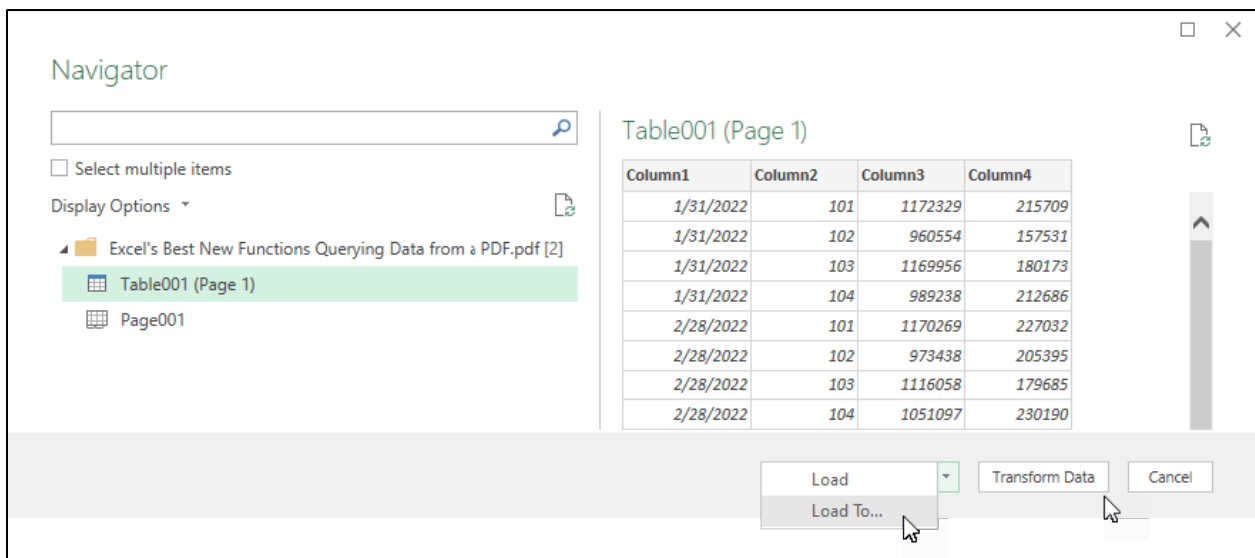 Navigator
Select multiple items
Display Options
Excel's Best New Functions Querying Data from a PDF.pdf [2]
Table001 (Page 1)
Page001
Table001 (Page 1)
Column1 Column2 Column3 Column4
1/31/2022 101 1172329 215709
1/31/2022 102 960554 157531
1/31/2022 103 1169956 180173
1/31/2022 104 989238 212686
2/28/2022 101 1170269 227032
2/28/2022 102 973438 205395
2/28/2022 103 1116058 179685
2/28/2022 104 1051097 230190
Load Transform Data Cancel
Load To...